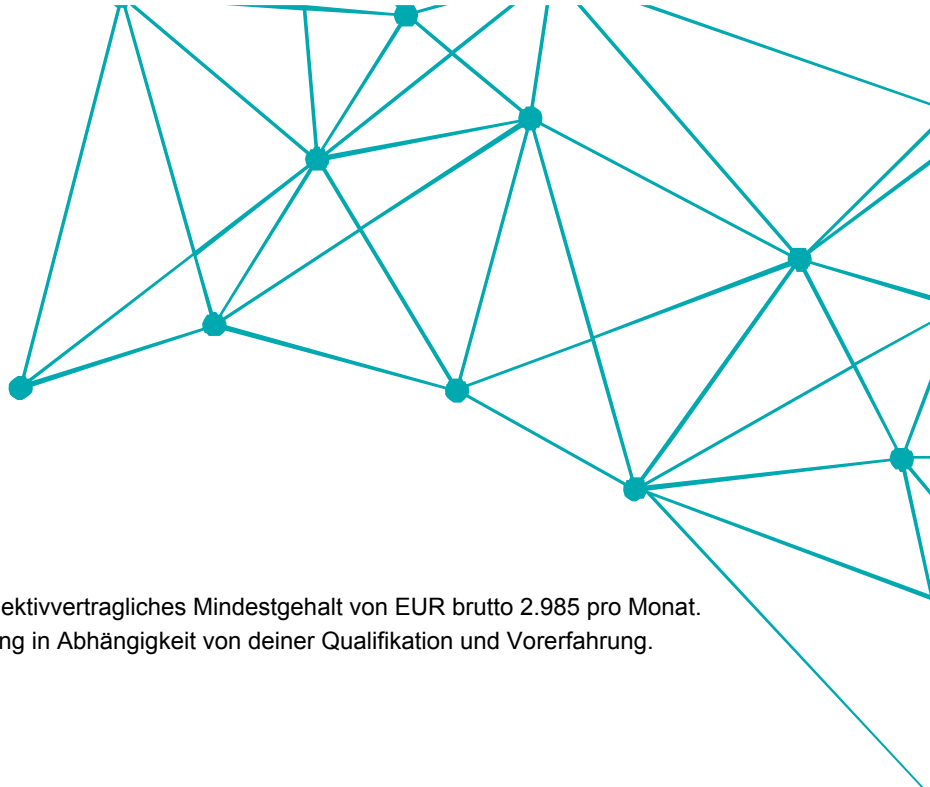 ektivvertragliches Mindestgehalt von EUR brutto 2.985 pro Monat.
ng in Abhängigkeit von deiner Qualifikation und Vorerfahrung.